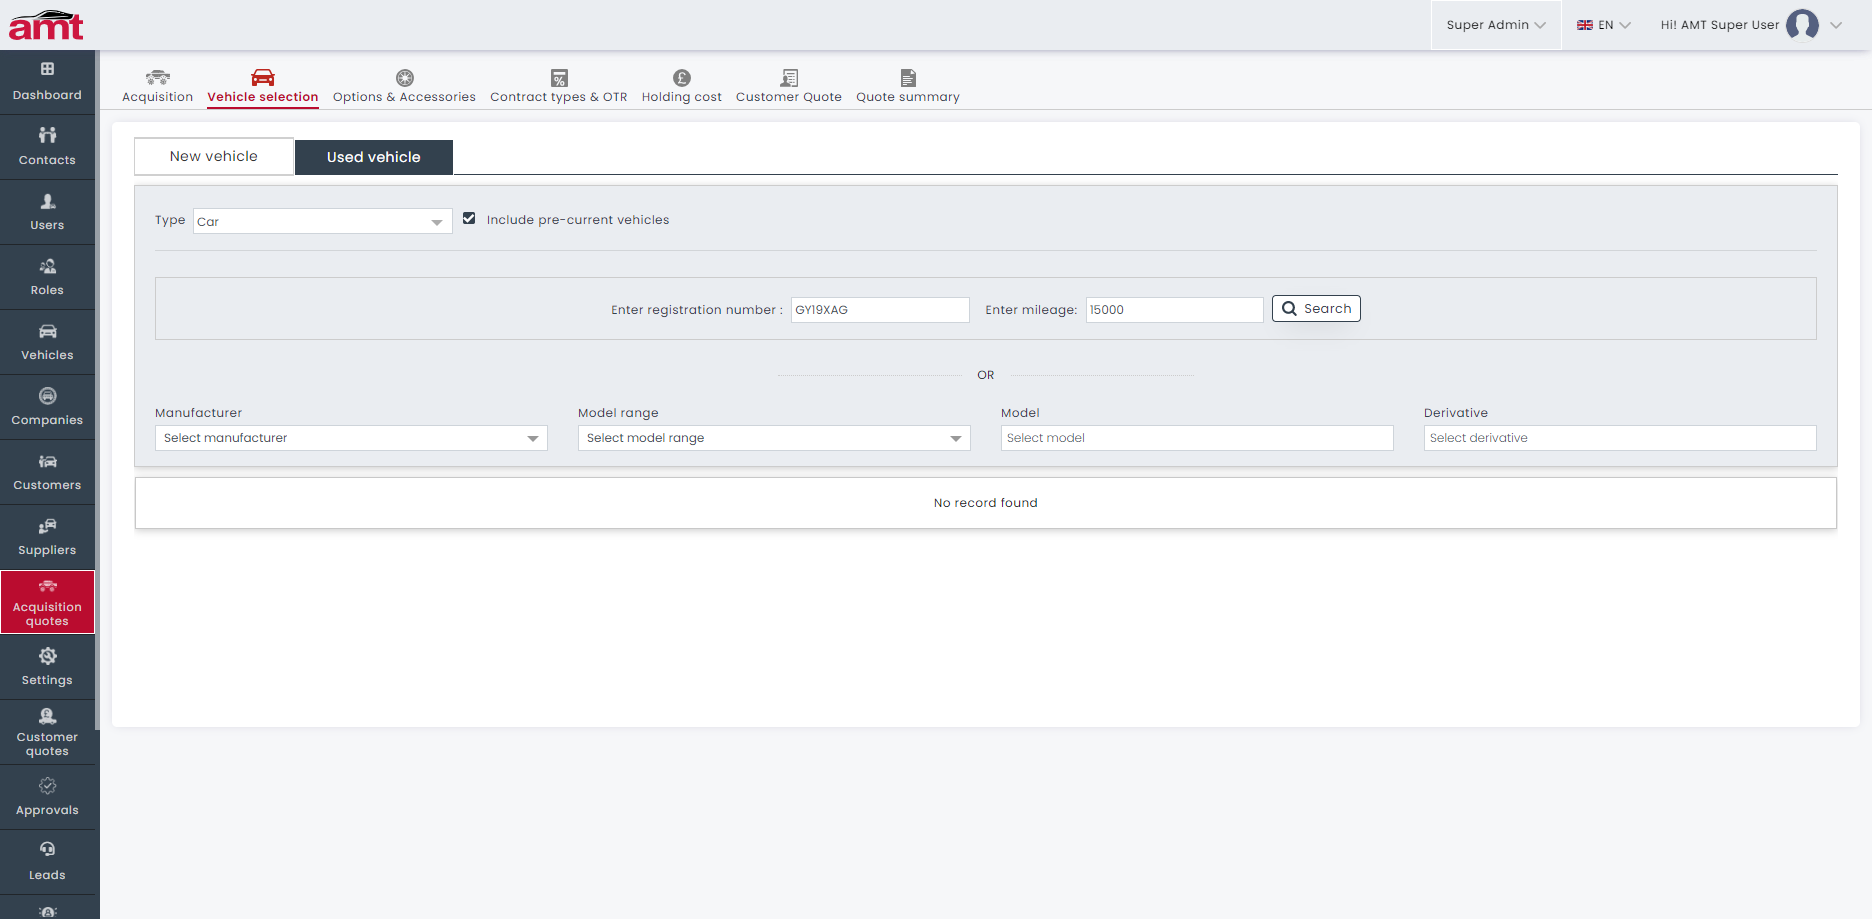 amt
Super Admin
EN
Hi! AMT Super User
Dashboard
Contacts
Users
Roles
Vehicles
Companies
Customers
Suppliers
Acquisition
quotes
Settings
Customer
quotes
Approvals
Leads
Acquisition
Vehicle selection
Options & Accessories
Contract types & OTR
Holding cost
Customer Quote
Quote summary
New vehicle
Used vehicle
Type
Car
Include pre-current vehicles
Enter registration number :
GY19XAG
Enter mileage:
15000
Search
OR
Manufacturer
Model range
Model
Derivative
Select manufacturer
Select model range
Select model
Select derivative
No record found